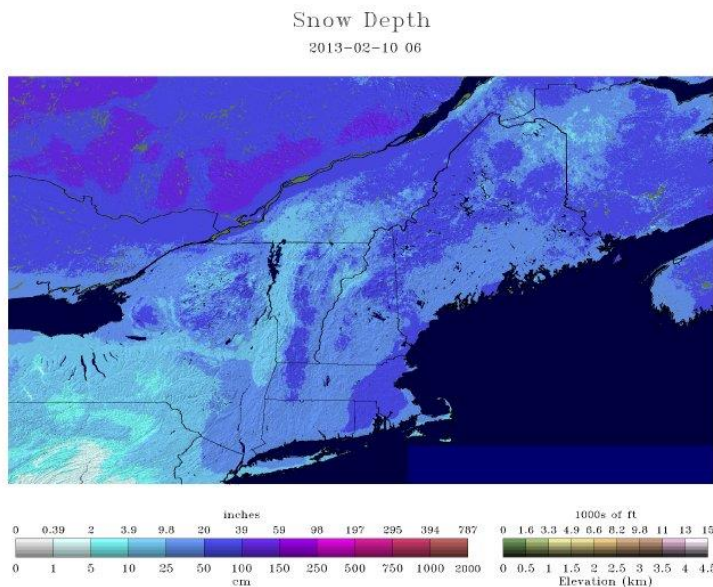 Snow Depth
2013-02-10 06
inches
0 0.39 2 3.9 9.8 20 39 59 98 197 295 394 787
0 1 5 10 25 50 100 150 250 500 750 1000 2000
cm
1000s of ft
0 1.6 3.3 4.9 6.6 8.2 9.8 11 13 15
0 0.5 1 1.5 2 2.5 3 3.5 4 4.5
Elevation (km)